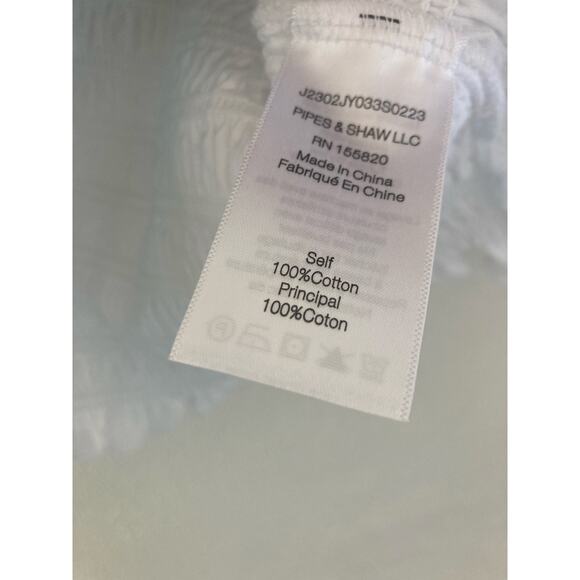 J2302JY033S0223
PIPES & SHAW LLC
RN 155820
Made in China
Fabriqué En Chine
Self
100%Cotton
Principal
100%Coton